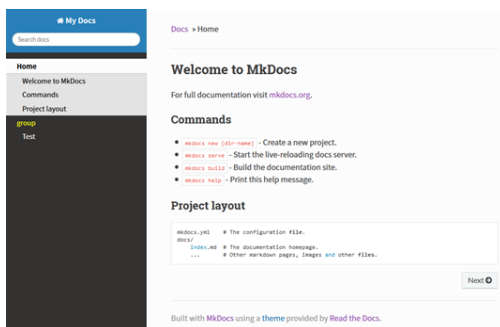 My Docs
Search docs
Home
Welcome to MkDocs
Commands
Project layout
group
Test
Docs » Home
Welcome to MkDocs
For full documentation visit mkdocs.org.
Commands
mkdocs new [dir-name] - Create a new project.
mkdocs serve - Start the live-reloading docs server.
mkdocs build - Build the documentation site.
mkdocs help - Print this help message.
Project layout
mkdocs.yml # The configuration file.
docs/
index.md # The documentation homepage.
... # Other markdown pages, images and other files.
Next
Built with MkDocs using a theme provided by Read the Docs.